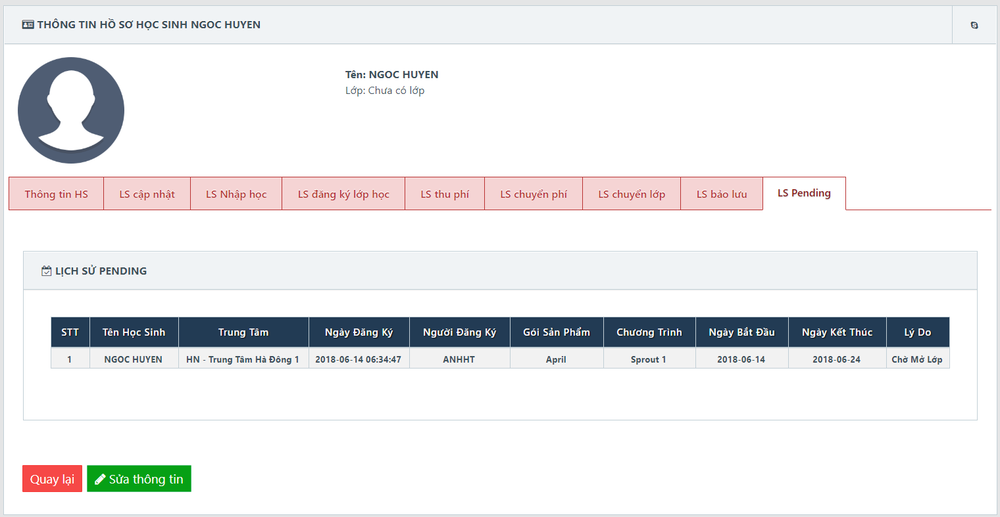 THÔNG TIN HỒ SƠ HỌC SINH NGOC HUYEN
Tên: NGOC HUYEN
Lớp: Chưa có lớp
Thông tin HS LS cập nhật LS Nhập học LS đăng ký lớp học LS thu phí LS chuyển phí LS chuyển lớp LS bảo lưu LS Pending
LỊCH SỬ PENDING
STT Tên Học Sinh Trung Tâm Ngày Đăng Ký Người Đăng Ký Gói Sản Phẩm Chương Trình Ngày Bắt Đầu Ngày Kết Thúc Lý Do
1 NGOC HUYEN HN - Trung Tâm Hà Đông 1 2018-06-14 06:34:47 ANHHT April Sprout 1 2018-06-14 2018-06-24 Chờ Mở Lớp
Quay lại Sửa thông tin